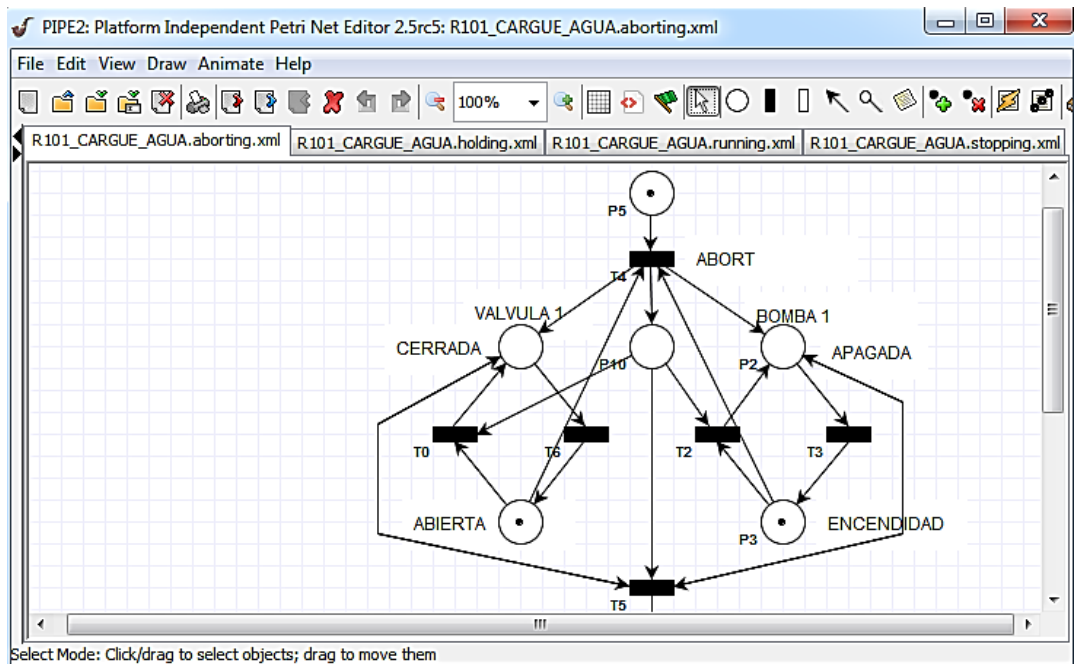 PIPE2: Platform Independent Petri Net Editor 2.5rc5: R101_CARGUE_AGUA.aborting.xml
File Edit View Draw Animate Help
100%
R101_CARGUE_AGUA.aborting.xml R101_CARGUE_AGUA.holding.xml R101_CARGUE_AGUA.running.xml R101_CARGUE_AGUA.stopping.xml
P5
ABORT
T4
VALVULA 1 BOMBA 1
CERRADA P10 P2 APAGADA
T0 T6 T2 T3
ABIERTA P3 ENCENDIDAD
T5
Select Mode: Click/drag to select objects; drag to move them